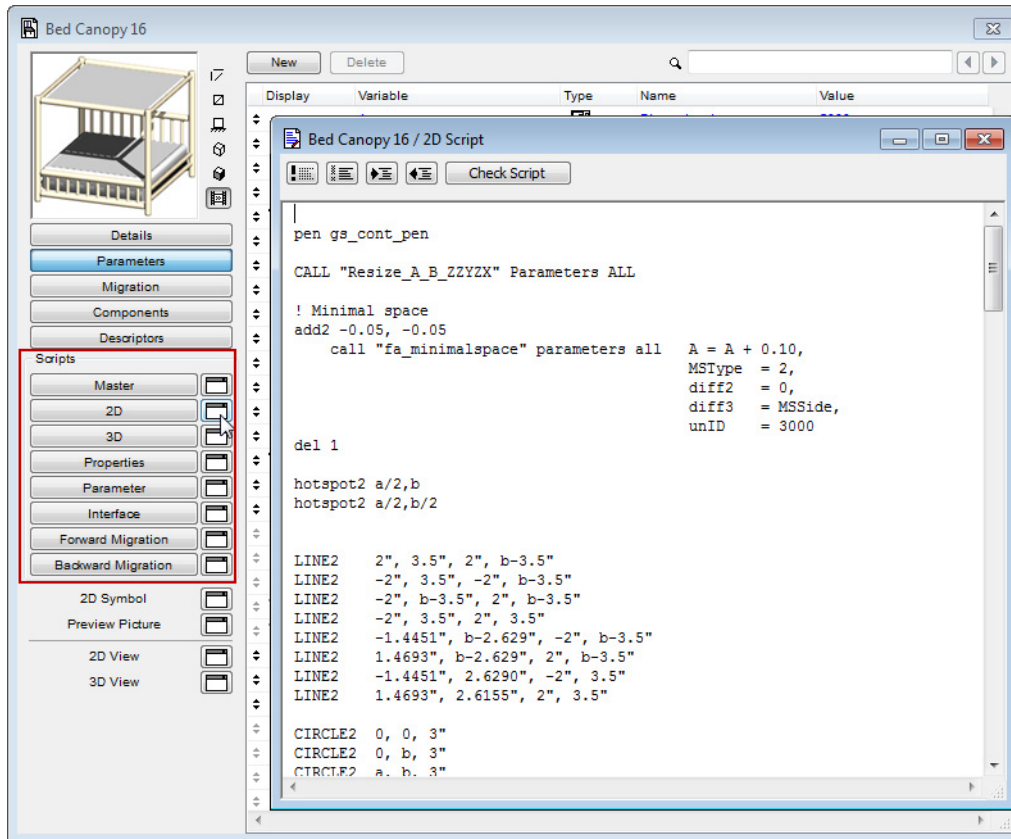 Bed Canopy 16
New Delete
Display Variable Type Name Value
Details
Parameters
Migration
Components
Descriptors
Scripts
Master
2D
3D
Properties
Parameter
Interface
Forward Migration
Backward Migration
2D Symbol
Preview Picture
2D View
3D View
Bed Canopy 16 / 2D Script
Check Script
pen gs_cont_pen
CALL "Resize_A_B_ZZYZX" Parameters ALL
! Minimal space
add2 -0.05, -0.05
call "fa_minimalspace" parameters all A = A + 0.10,
MSType = 2,
diff2 = 0,
diff3 = MSSide,
unID = 3000
del 1
hotspot2 a/2,b
hotspot2 a/2,b/2
LINE2 2", 3.5", 2", b-3.5"
LINE2 -2", 3.5", -2", b-3.5"
LINE2 -2", b-3.5", 2", b-3.5"
LINE2 -2", 3.5", 2", 3.5"
LINE2 -1.4451", b-2.629", -2", b-3.5"
LINE2 1.4693", b-2.629", 2", b-3.5"
LINE2 -1.4451", 2.6290", -2", 3.5"
LINE2 1.4693", 2.6155", 2", 3.5"
CIRCLE2 0, 0, 3"
CIRCLE2 0, b, 3"
CIRCLE2 a, b, 3"